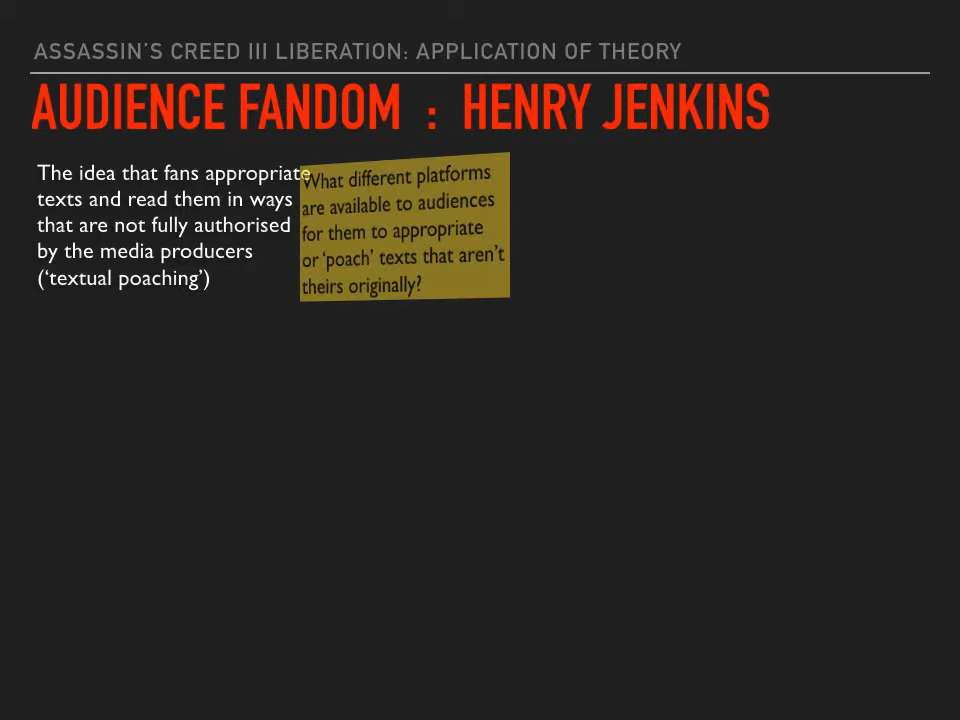 ASSASSIN'S CREED III LIBERATION: APPLICATION OF THEORY
AUDIENCE FANDOM : HENRY JENKINS
The idea that fans appropriate
texts and read them in ways
that are not fully authorised
by the media producers
(‘textual poaching’)
What different platforms
are available to audiences
for them to appropriate
or ‘poach’ texts that aren’t
theirs originally?